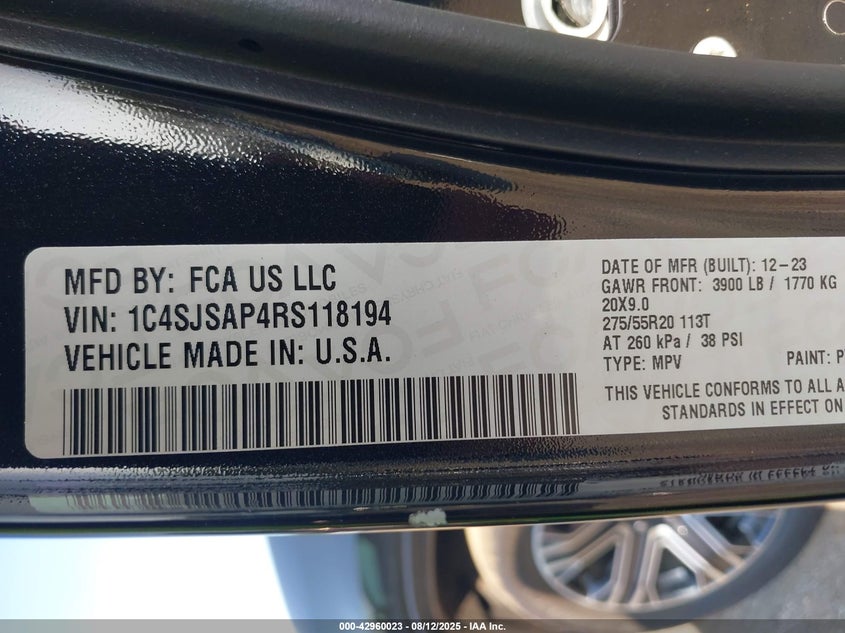 MFD BY: FCA US LLC
VIN: 1C4SJSAP4RS118194
VEHICLE MADE IN: U.S.A.
DATE OF MFR (BUILT): 12-23
GAWR FRONT: 3900 LB / 1770 KG
20X9.0
275/55R20 113T
AT 260 kPa / 38 PSI
TYPE: MPV PAINT: P
THIS VEHICLE CONFORMS TO ALL A
STANDARDS IN EFFECT ON
000-42960023 - 08/12/2025 - IAA Inc.